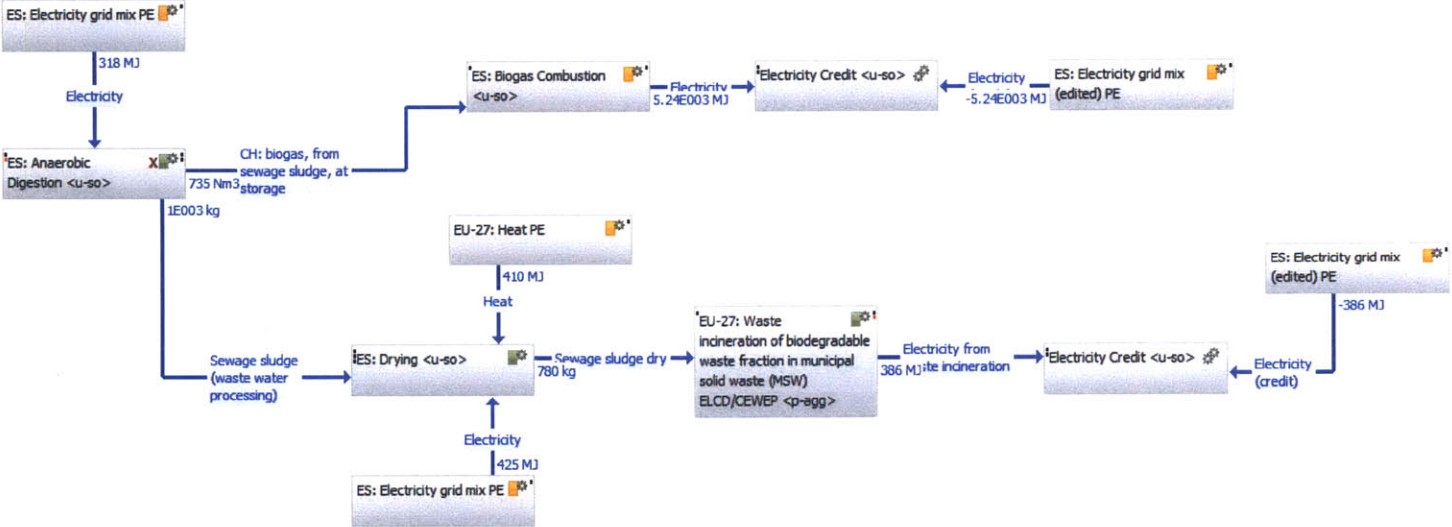 ES: Electricity grid mix PE
318 MJ
Electricity
ES: Anaerobic
Digestion <u-so>
X
CH: biogas, from
sewage sludge, at
storage
735 Nm3
1E003 kg
ES: Biogas Combustion
<u-so>
Electricity
5.24E003 MJ
Electricity Credit <u-so>
Electricity
-5.24E003 MJ
ES: Electricity grid mix
(edited) PE
EU-27: Heat PE
410 MJ
Heat
Sewage sludge
(waste water
processing)
ES: Drying <u-so>
Sewage sludge dry
780 kg
Electricity
425 MJ
ES: Electricity grid mix PE
EU-27: Waste
incineration of biodegradable
waste fraction in municipal
solid waste (MSW)
ELCD/CEWEP <p-agg>
Electricity from
386 MJ ste incineration
Electricity Credit <u-so>
ES: Electricity grid mix
(edited) PE
-386 MJ
Electricity
(credit)